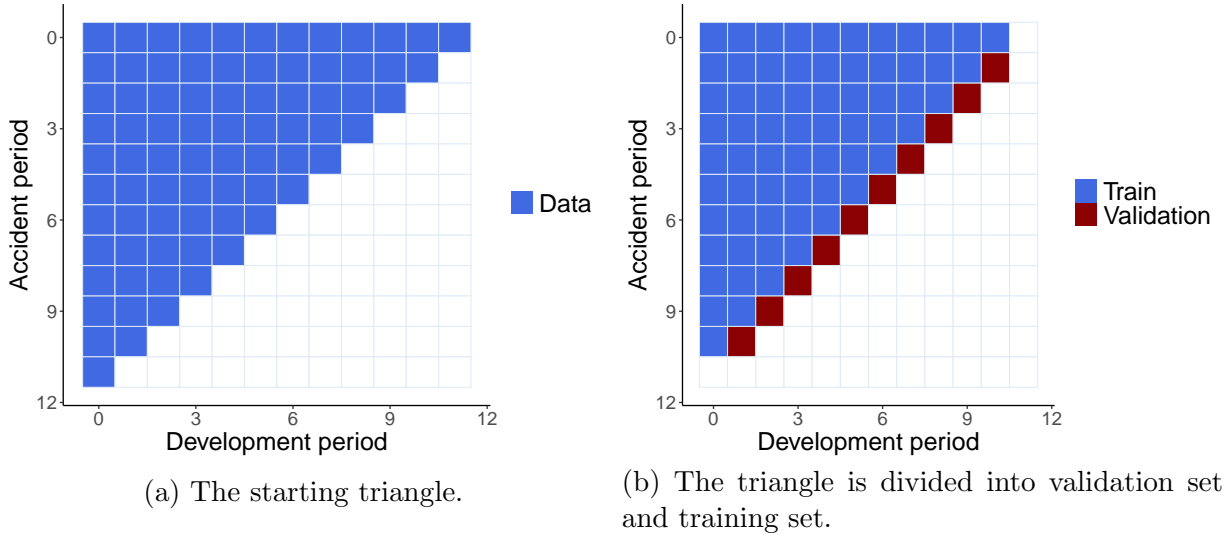 0
3
6
9
12
Accident period
0
3
6
9
12
Development period
Data
(a) The starting triangle.
0
3
6
9
12
Accident period
0
3
6
9
12
Development period
Train
Validation
(b) The triangle is divided into validation set
and training set.